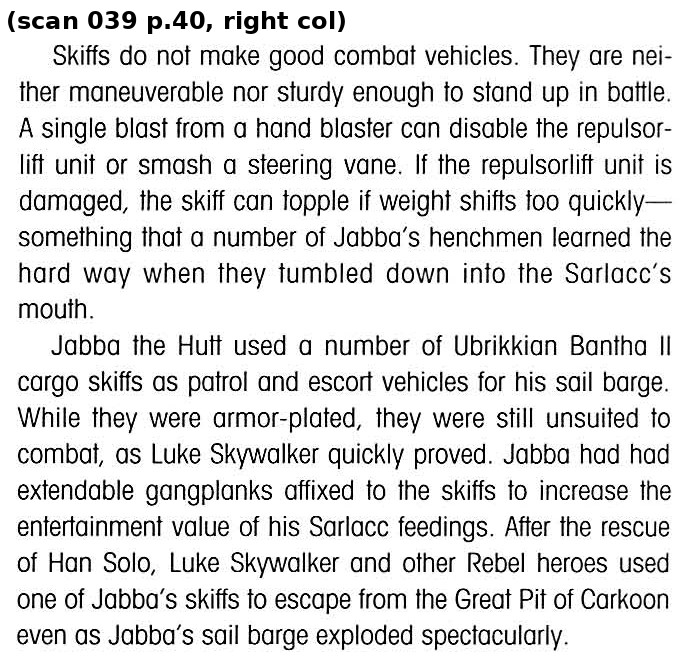 (scan 039 p.40, right col)
Skiffs do not make good combat vehicles. They are nei-
ther maneuverable nor sturdy enough to stand up in battle.
A single blast from a hand blaster can disable the repulsor-
lift unit or smash a steering vane. If the repulsorlift unit is
damaged, the skiff can topple if weight shifts too quickly—
something that a number of Jabba's henchmen learned the
hard way when they tumbled down into the Sarlacc's
mouth.
Jabba the Hutt used a number of Ubrikkian Bantha II
cargo skiffs as patrol and escort vehicles for his sail barge.
While they were armor-plated, they were still unsuited to
combat, as Luke Skywalker quickly proved. Jabba had had
extendable gangplanks affixed to the skiffs to increase the
entertainment value of his Sarlacc feedings. After the rescue
of Han Solo, Luke Skywalker and other Rebel heroes used
one of Jabba's skiffs to escape from the Great Pit of Carkoon
even as Jabba's sail barge exploded spectacularly.